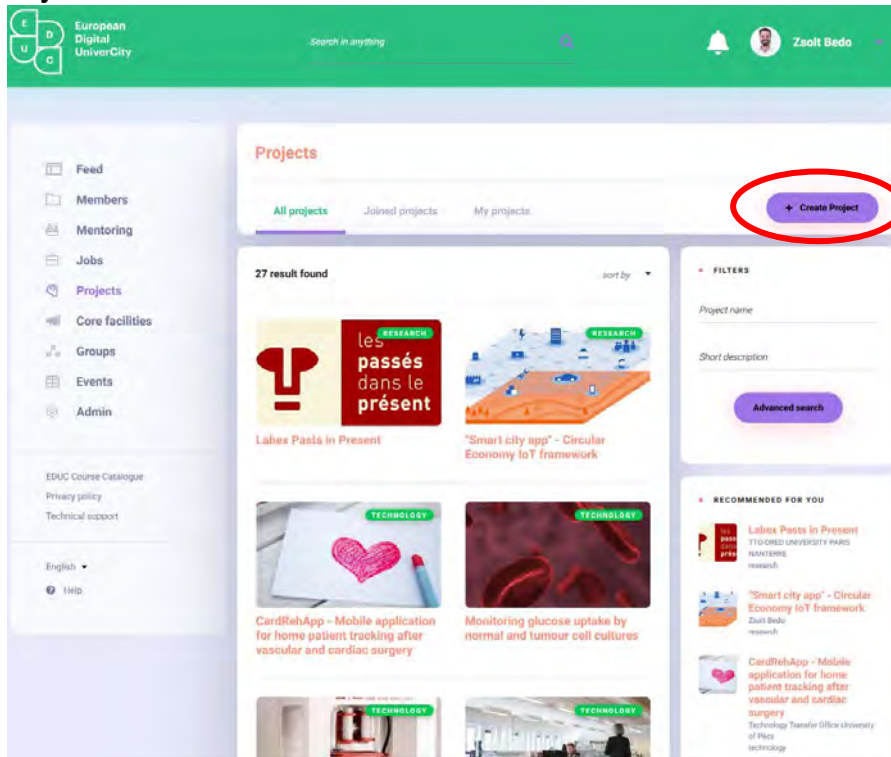 E
D
U
C
European
Digital
UniverCity
Search in anything
Zsolt Bedo
Feed
Members
Mentoring
Jobs
Projects
Core facilities
Groups
Events
Admin
EDUC Course Catalogue
Privacy policy
Technical support
English
Help
Projects
All projects Joined projects My projects
+ Create Project
27 result found
sort by
RESEARCH
les
passés
dans le
présent
Labex Pasts in Present
RESEARCH
"Smart city app" - Circular
Economy IoT framework
TECHNOLOGY
CardRehApp - Mobile application
for home patient tracking after
vascular and cardiac surgery
TECHNOLOGY
Monitoring glucose uptake by
normal and tumour cell cultures
TECHNOLOGY
TECHNOLOGY
FILTERS
Project name
Short description
Advanced search
RECOMMENDED FOR YOU
Labex Pasts in Present
TTO-DRED UNIVERSITY PARIS
NANTERRE
research
"Smart city app" - Circular
Economy IoT framework
Zsolt Bedo
research
CardRehApp - Mobile
application for home
patient tracking after
vascular and cardiac
surgery
Technology Transfer Office University
of Pécs
technology